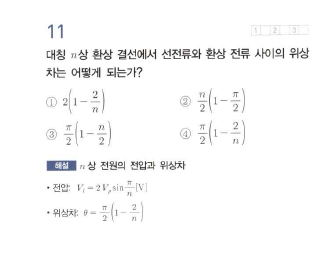 11
1 2 3
대칭 n상 환상 결선에서 선전류와 환상 전류 사이의 위상
차는 어떻게 되는가?
① 2(1 - 2/n) ② n/2(1 - π/2)
③ π/2(1 - n/2) ④ π/2(1 - 2/n)
해설 n상 전원의 전압과 위상차
• 전압: V_l = 2 V_p sin π/n [V]
• 위상차: θ = π/2(1 - 2/n)